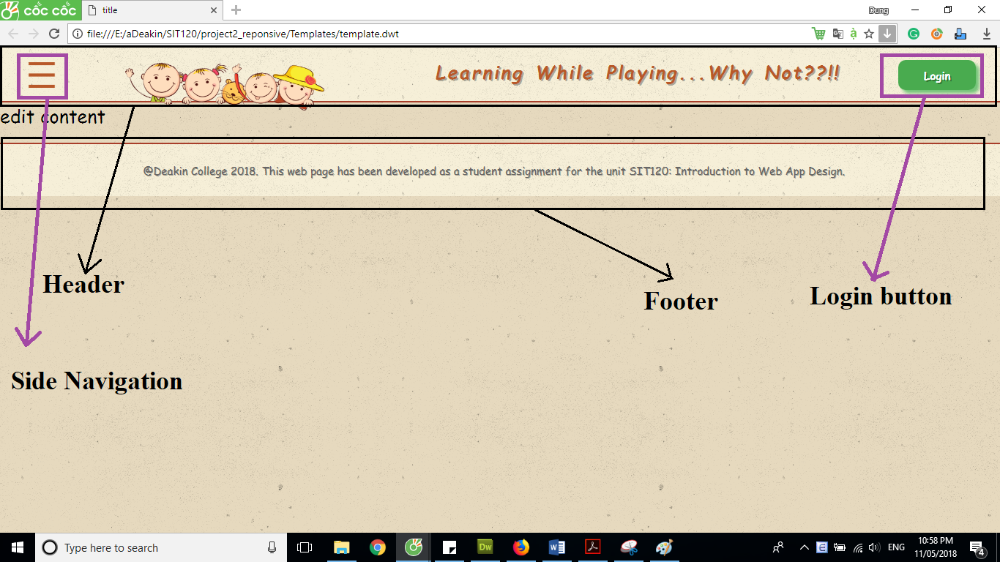 cốc cốc
title
Dung
file:///E:/aDeakin/SIT120/project2_reponsive/Templates/template.dwt
Learning While Playing...Why Not??!!
Login
edit content
@Deakin College 2018. This web page has been developed as a student assignment for the unit SIT120: Introduction to Web App Design.
Header
Footer
Login button
Side Navigation
Type here to search
Dw
ENG
10:58 PM
11/05/2018
4